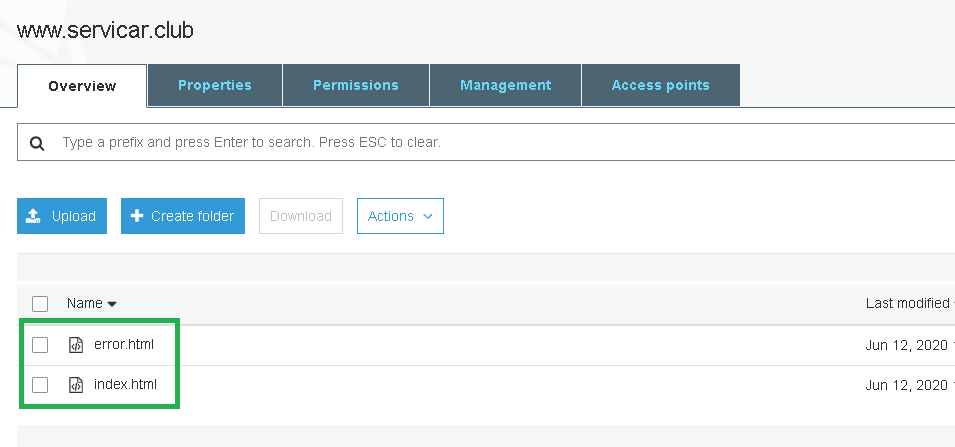 www.servicar.club
Overview Properties Permissions Management Access points
Type a prefix and press Enter to search. Press ESC to clear.
Upload Create folder Download Actions
Name Last modified
error.html Jun 12, 2020
index.html Jun 12, 2020